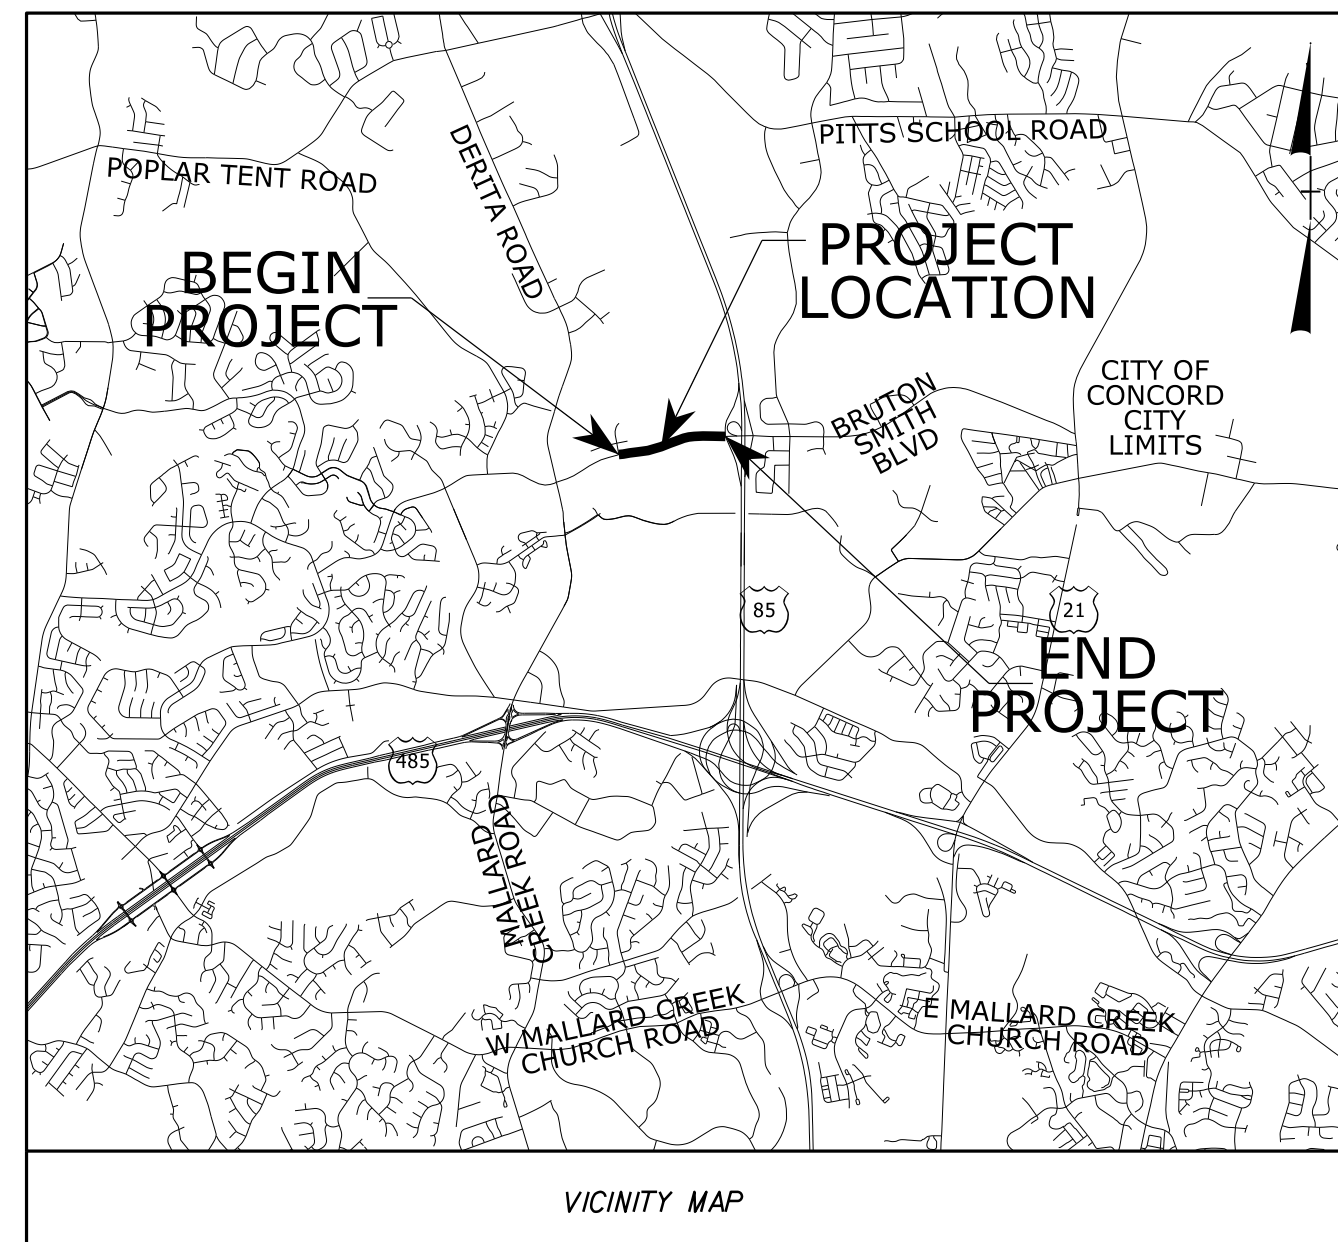 PITTS SCHOOL ROAD
POPLAR TENT ROAD
DERITA ROAD
BEGIN
PROJECT
PROJECT
LOCATION
BRUTON
SMITH
BLVD
CITY OF
CONCORD
CITY
LIMITS
85
21
END
PROJECT
485
MALLARD
CREEK ROAD
W MALLARD CREEK
CHURCH ROAD
E MALLARD CREEK
CHURCH ROAD
VICINITY MAP